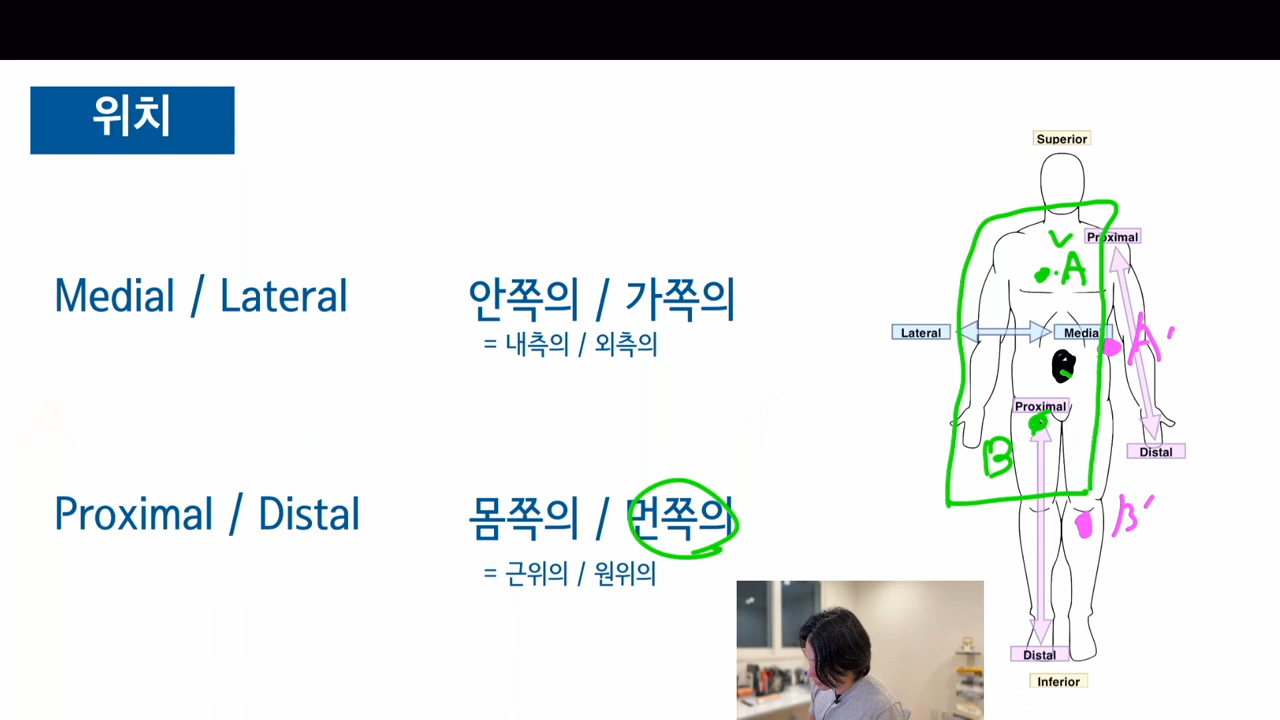 위치
Medial / Lateral
안쪽의 / 가쪽의
= 내측의 / 외측의
Proximal / Distal
몸쪽의 / 먼쪽의
= 근위의 / 원위의
Superior
Proximal
A
Lateral
Medial
A'
Proximal
B
Distal
B'
Distal
Inferior